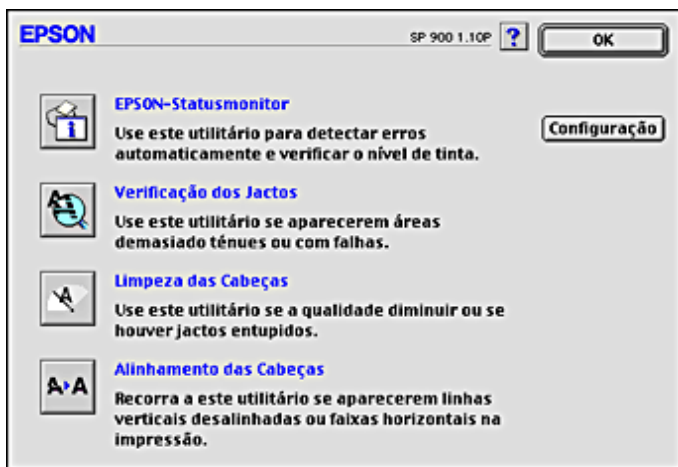 EPSON
SP 900 1.10P
?
OK
EPSON-Statusmonitor
Use este utilitário para detectar erros
automaticamente e verificar o nível de tinta.
Configuração
Verificação dos Jactos
Use este utilitário se aparecerem áreas
demasiado ténues ou com falhas.
Limpeza das Cabeças
Use este utilitário se a qualidade diminuir ou se
houver jactos entupidos.
Alinhamento das Cabeças
Recorra a este utilitário se aparecerem linhas
verticais desalinhadas ou faixas horizontais na
impressão.